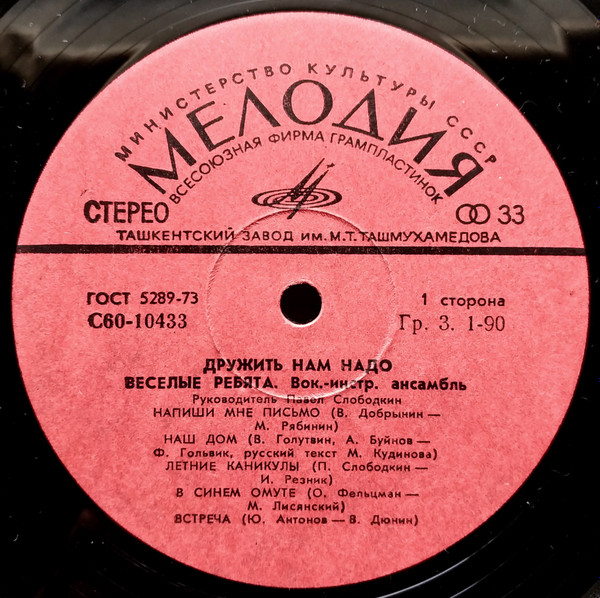 МИНИСТЕРСТВО КУЛЬТУРЫ СССР
МЕЛОДИЯ
ВСЕСОЮЗНАЯ ФИРМА ГРАМПЛАСТИНОК
СТЕРЕО
33
ТАШКЕНТСКИЙ ЗАВОД ИМ. М.Т. ТАШМУХАМЕДОВА
ГОСТ 5289-73
1 сторона
С60-10433
Гр. 3. 1-90
ДРУЖИТЬ НАМ НАДО
ВЕСЕЛЫЕ РЕБЯТА. Вок.-инстр. ансамбль
Руководитель Павел Слободкин
НАПИШИ МНЕ ПИСЬМО (В. Добрынин —
М. Рябинин)
НАШ ДОМ (В. Голутвин, А. Буйнов —
Ф. Гольвик, русский текст М. Кудинова)
ЛЕТНИЕ КАНИКУЛЫ (П. Слободкин —
И. Резник)
В СИНЕМ ОМУТЕ (О. Фельцман —
М. Лисянский)
ВСТРЕЧА (Ю. Антонов — В. Дюнин)